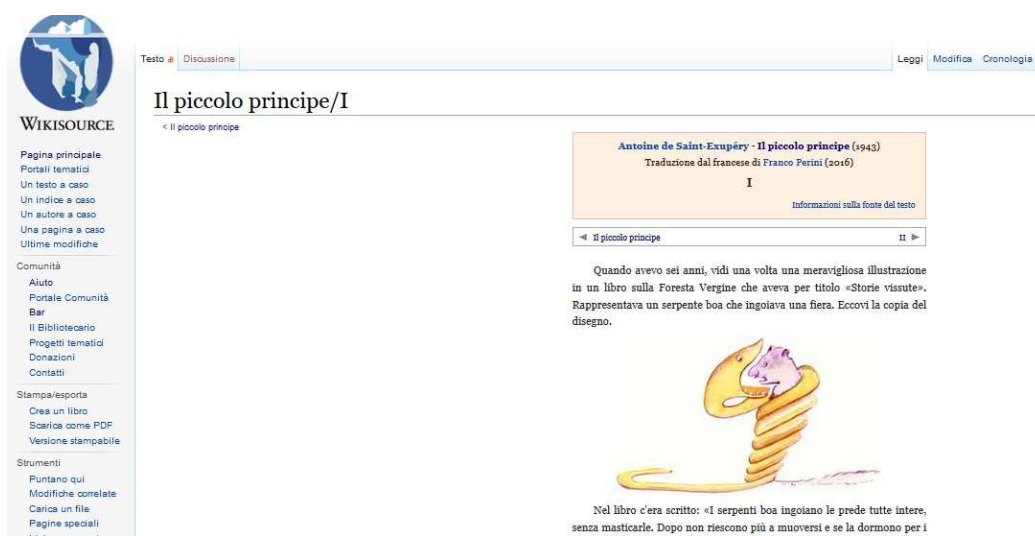 WIKISOURCE
Pagina principale
Portali tematici
Un testo a caso
Un indice a caso
Un autore a caso
Una pagina a caso
Ultime modifiche
Comunità
Aiuto
Portale Comunità
Bar
Il Bibliotecario
Progetti tematici
Donazioni
Contatti
Stampa/esporta
Crea un libro
Scarica come PDF
Versione stampabile
Strumenti
Puntano qui
Modifiche correlate
Carica un file
Pagine speciali
Testo Discussione
Leggi Modifica Cronologia
Il piccolo principe/I
< Il piccolo principe
Antoine de Saint-Exupéry - Il piccolo principe (1943)
Traduzione dal francese di Franco Perini (2016)
I
Informazioni sulla fonte del testo
◄ Il piccolo principe II ►
Quando avevo sei anni, vidi una volta una meravigliosa illustrazione
in un libro sulla Foresta Vergine che aveva per titolo «Storie vissute».
Rappresentava un serpente boa che ingoiava una fiera. Eccovi la copia del
disegno.
Nel libro c'era scritto: «I serpenti boa ingoiano le prede tutte intere,
senza masticarle. Dopo non riescono più a muoversi e se la dormono per i